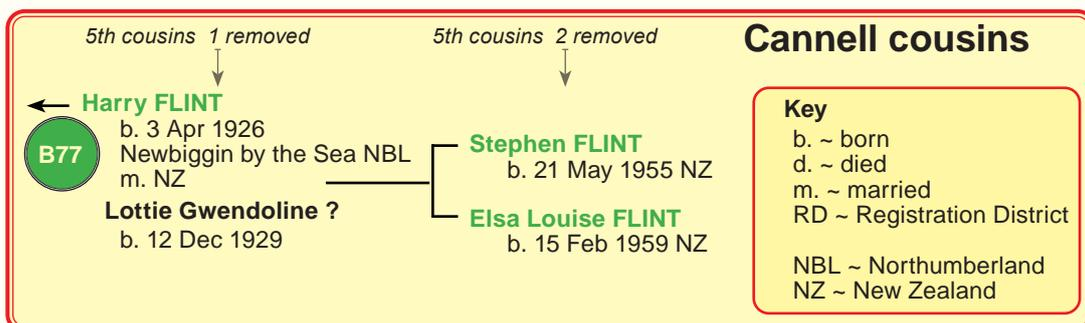 5th cousins 1 removed
5th cousins 2 removed
Cannell cousins
Harry FLINT
b. 3 Apr 1926
Newbiggin by the Sea NBL
m. NZ
B77
Lottie Gwendoline ?
b. 12 Dec 1929
Stephen FLINT
b. 21 May 1955 NZ
Elsa Louise FLINT
b. 15 Feb 1959 NZ
Key
b. ~ born
d. ~ died
m. ~ married
RD ~ Registration District
NBL ~ Northumberland
NZ ~ New Zealand